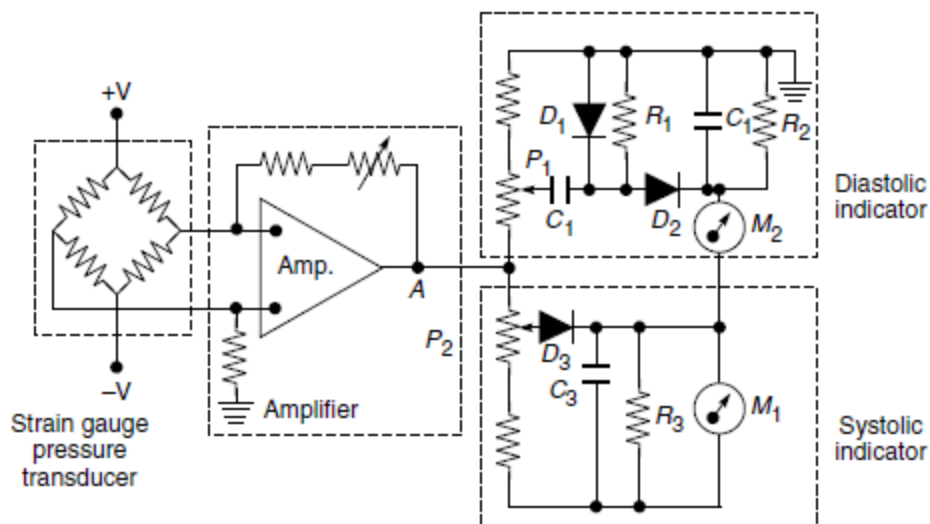 +V
–V
Strain gauge
pressure
transducer
Amp.
A
Amplifier
P2
D1
R1
C1
R2
P1
C1
D2
M2
Diastolic
indicator
D3
C3
R3
M1
Systolic
indicator